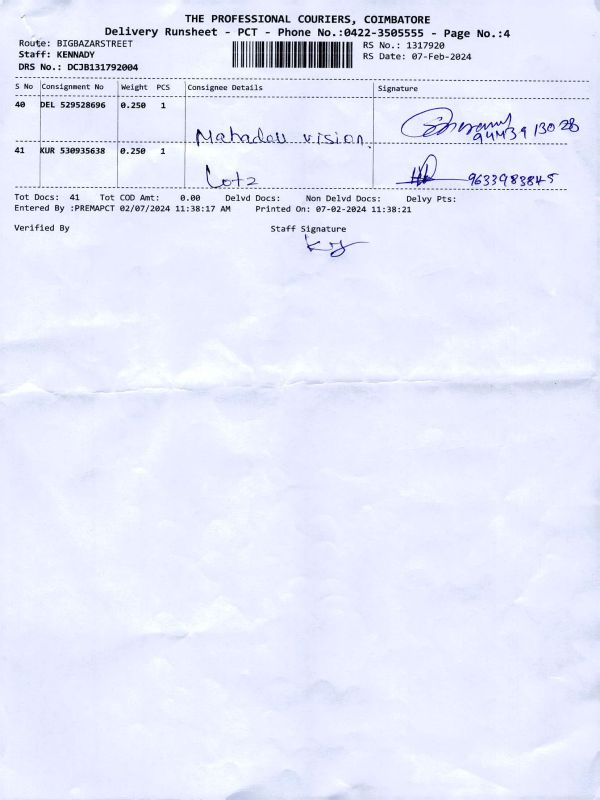 THE PROFESSIONAL COURIERS, COIMBATORE
Delivery Runsheet - PCT - Phone No.:0422-3505555 - Page No.:4
Route: BIGBAZARSTREET
RS No.: 1317920
Staff: KENNADY
RS Date: 07-Feb-2024
DRS No.: DCJB131792004
S No Consignment No Weight PCS Consignee Details Signature
40 DEL 529528696 0.250 1
Mahadev vision
41 KUR 530935638 0.250 1
Lotz
9633983845
Tot Docs: 41 Tot COD Amt: 0.00 Delvd Docs: Non Delvd Docs: Delvy Pts:
Entered By :PREMAPCT 02/07/2024 11:38:17 AM Printed On: 07-02-2024 11:38:21
Verified By Staff Signature